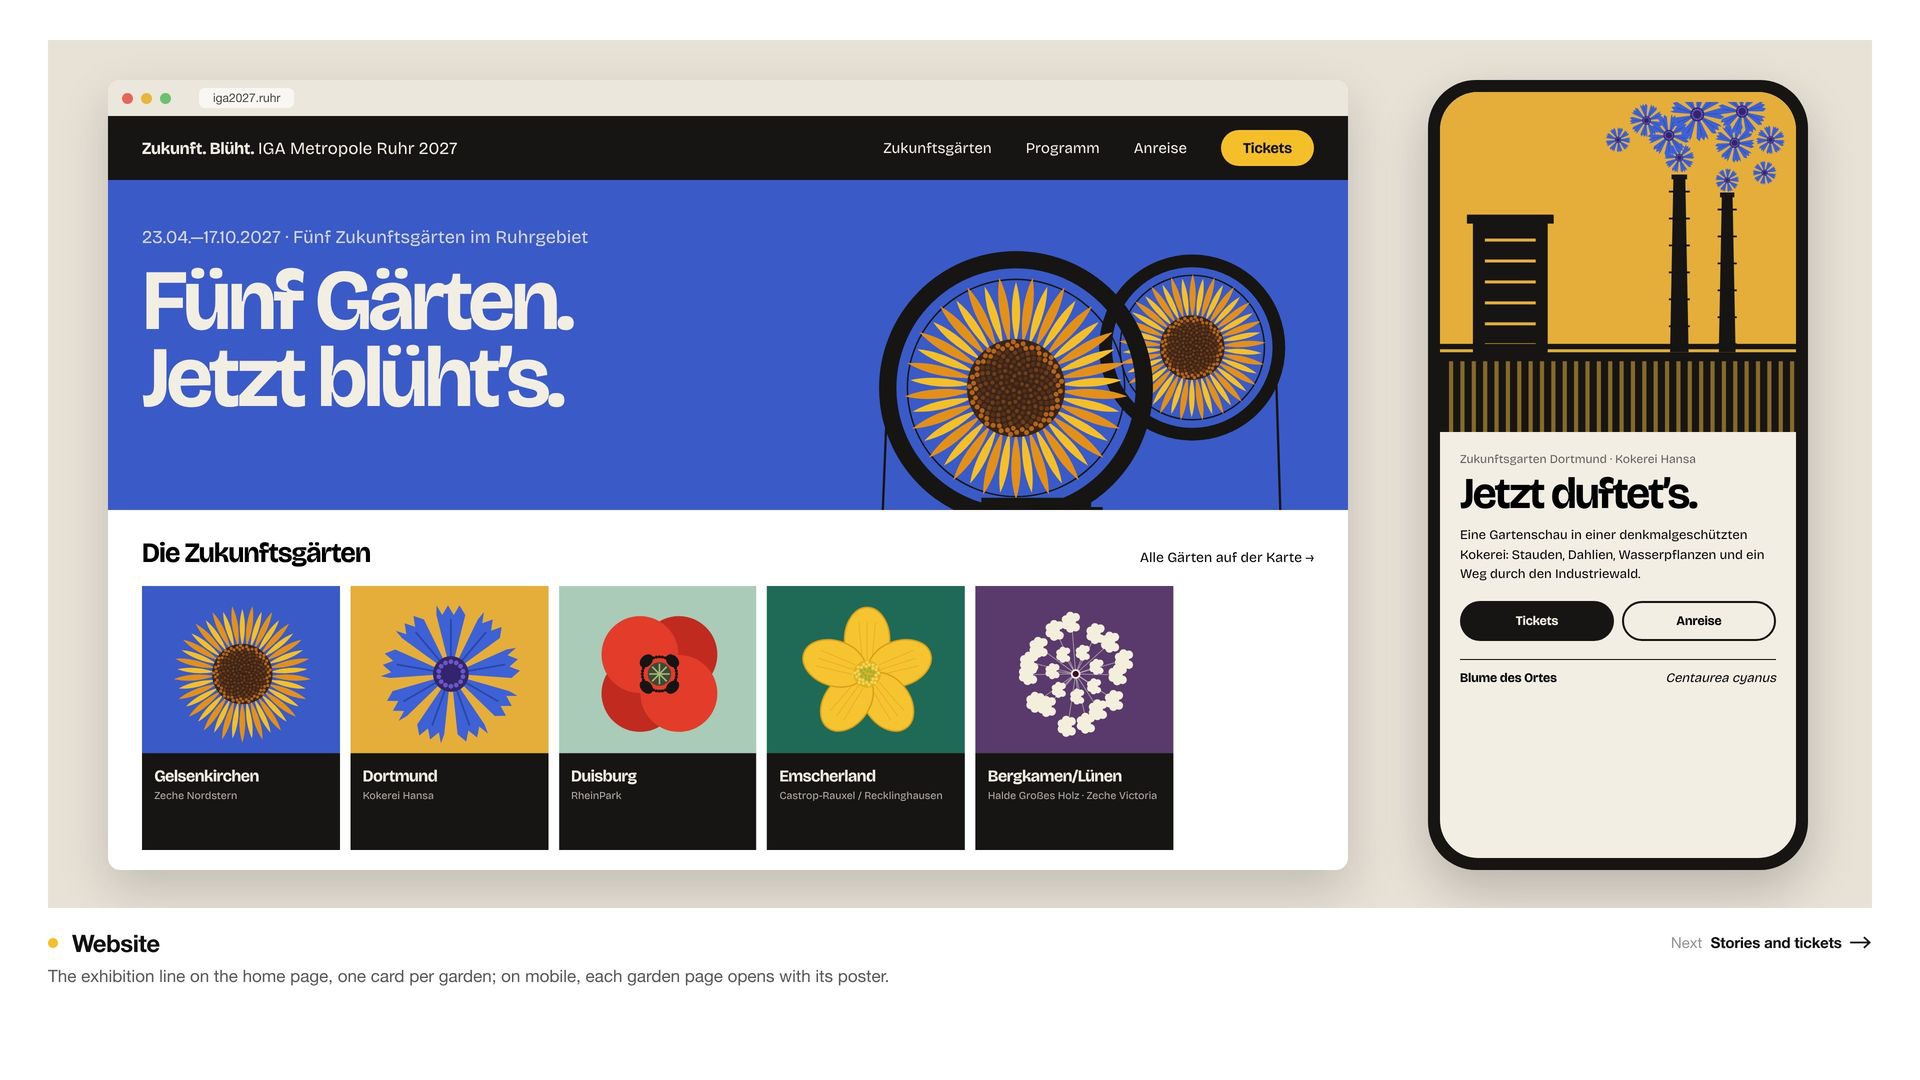 iga2027.ruhr
Zukunft. Blüht. IGA Metropole Ruhr 2027
Zukunftsgärten
Programm
Anreise
Tickets
23.04.—17.10.2027 · Fünf Zukunftsgärten im Ruhrgebiet
Fünf Gärten.
Jetzt blüht’s.
Die Zukunftsgärten
Alle Gärten auf der Karte →
Gelsenkirchen
Zeche Nordstern
Dortmund
Kokerei Hansa
Duisburg
RheinPark
Emscherland
Castrop-Rauxel / Recklinghausen
Bergkamen/Lünen
Halde Großes Holz · Zeche Victoria
Zukunftsgarten Dortmund · Kokerei Hansa
Jetzt duftet’s.
Eine Gartenschau in einer denkmalgeschützten
Kokerei: Stauden, Dahlien, Wasserpflanzen und ein
Weg durch den Industriewald.
Tickets
Anreise
Blume des Ortes
Centaurea cyanus
Website
The exhibition line on the home page, one card per garden; on mobile, each garden page opens with its poster.
Next Stories and tickets →